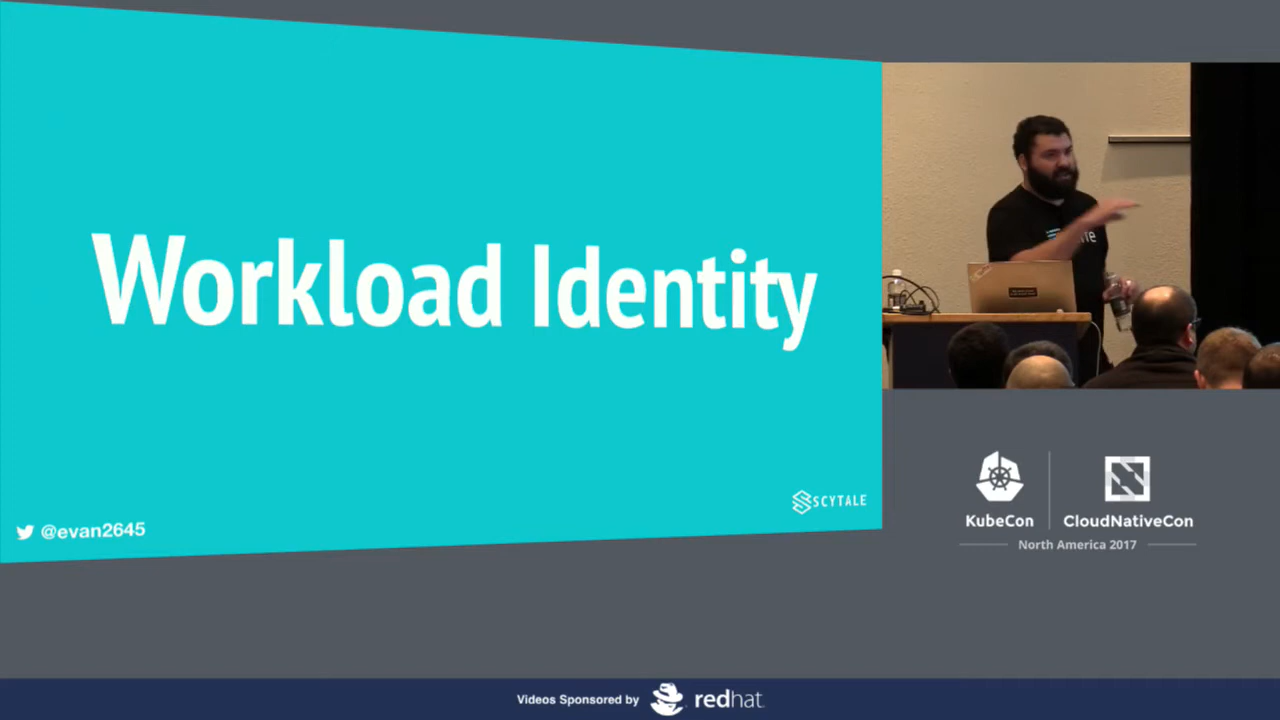 Workload Identity
SCYTALE
@evan2645
KubeCon
CloudNativeCon
North America 2017
Videos Sponsored by
redhat.